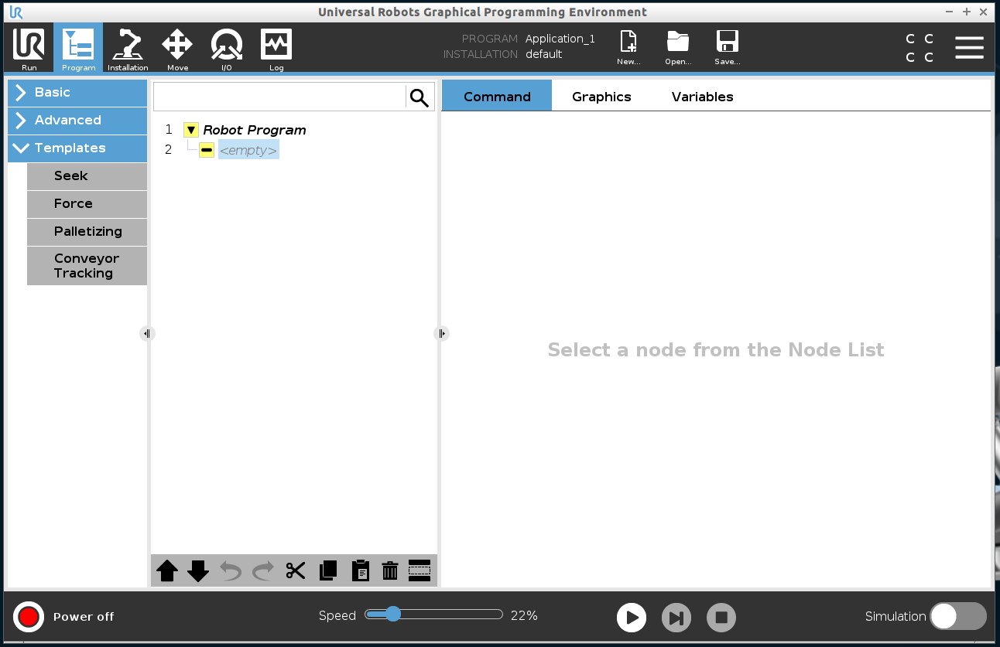 Universal Robots Graphical Programming Environment
UR
Run
Program
Installation
Move
I/O
Log
PROGRAM Application_1
INSTALLATION default
New...
Open...
Save...
C C
C C
Basic
Advanced
Templates
Seek
Force
Palletizing
Conveyor
Tracking
1 Robot Program
2 <empty>
Command
Graphics
Variables
Select a node from the Node List
Power off
Speed 22%
Simulation